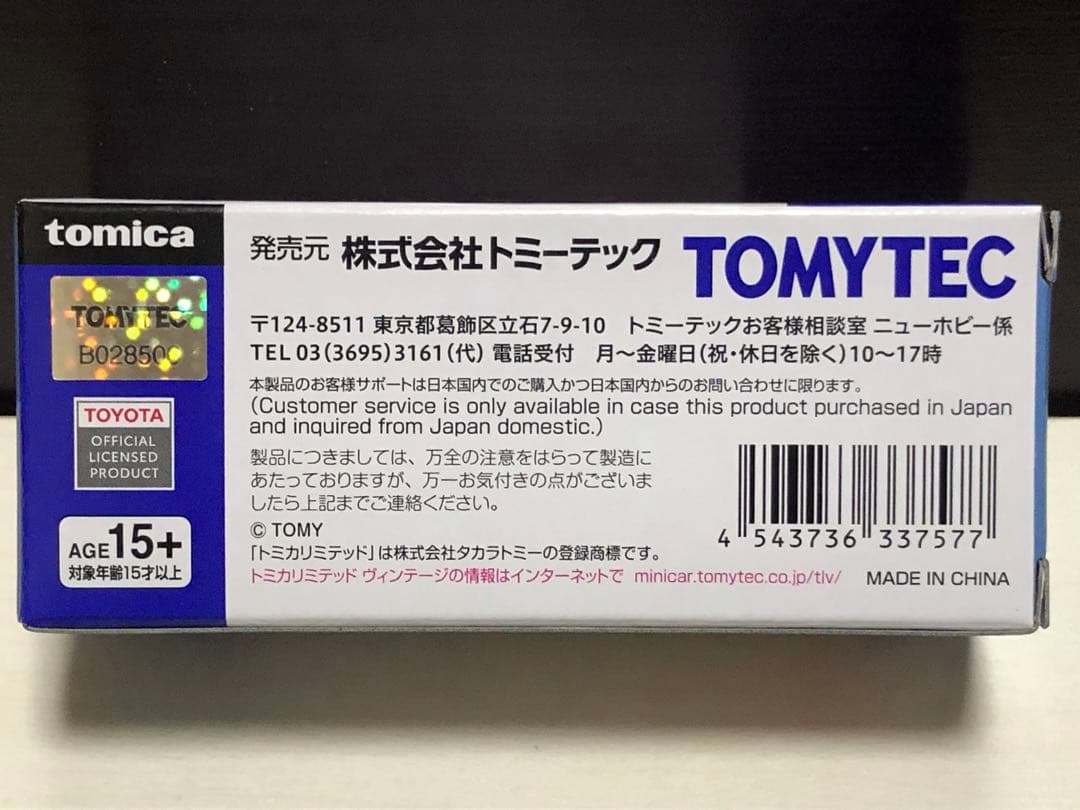 tomica
TOMYTEC
TOYOTA
OFFICIAL
LICENSED
PRODUCT
AGE 15+
対象年齢15才以上
発売元 株式会社トミーテック TOMYTEC
〒124-8511 東京都葛飾区立石7-9-10 トミーテックお客様相談室 ニューホビー係
TEL 03(3695)3161(代) 電話受付 月〜金曜日(祝・休日を除く)10〜17時
本製品のお客様サポートは日本国内でのご購入かつ日本国内からのお問い合わせに限ります。
(Customer service is only available in case this product purchased in Japan
and inquired from Japan domestic.)
製品につきましては、万全の注意をはらって製造に
あたっておりますが、万一お気付きの点がございま
したら上記までご連絡ください。
© TOMY
「トミカリミテッド」は株式会社タカラトミーの登録商標です。
トミカリミテッド ヴィンテージの情報はインターネットで minicar.tomytec.co.jp/tlv/
4 543736 337577
MADE IN CHINA